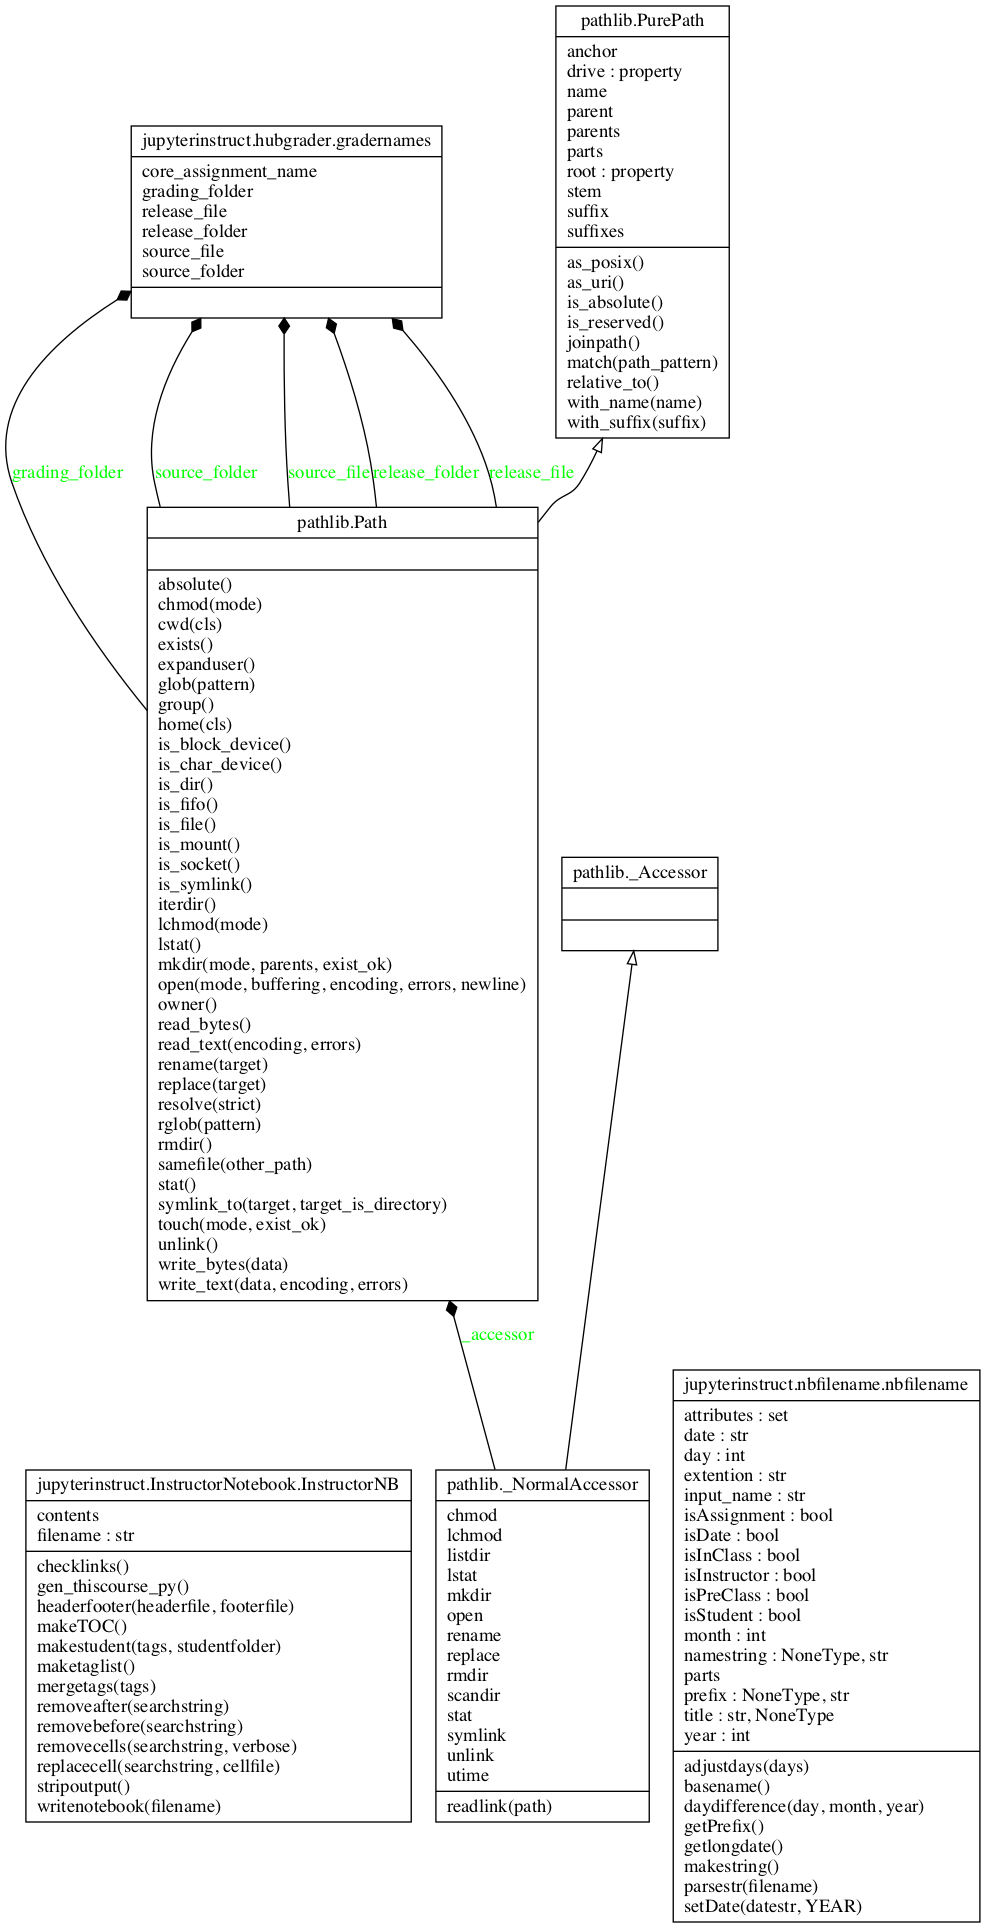 pathlib.PurePath
anchor
drive : property
name
parent
parents
parts
root : property
stem
suffix
suffixes
as_posix()
as_uri()
is_absolute()
is_reserved()
joinpath()
match(path_pattern)
relative_to()
with_name(name)
with_suffix(suffix)
jupyterinstruct.hubgrader.gradernames
core_assignment_name
grading_folder
release_file
release_folder
source_file
source_folder
grading_folder
source_folder
source_file
release_folder
release_file
pathlib.Path
absolute()
chmod(mode)
cwd(cls)
exists()
expanduser()
glob(pattern)
group()
home(cls)
is_block_device()
is_char_device()
is_dir()
is_fifo()
is_file()
is_mount()
is_socket()
is_symlink()
iterdir()
lchmod(mode)
lstat()
mkdir(mode, parents, exist_ok)
open(mode, buffering, encoding, errors, newline)
owner()
read_bytes()
read_text(encoding, errors)
rename(target)
replace(target)
resolve(strict)
rglob(pattern)
rmdir()
samefile(other_path)
stat()
symlink_to(target, target_is_directory)
touch(mode, exist_ok)
unlink()
write_bytes(data)
write_text(data, encoding, errors)
pathlib._Accessor
_accessor
jupyterinstruct.InstructorNotebook.InstructorNB
contents
filename : str
checklinks()
gen_thiscourse_py()
headerfooter(headerfile, footerfile)
makeTOC()
makestudent(tags, studentfolder)
maketaglist()
mergetags(tags)
removeafter(searchstring)
removebefore(searchstring)
removecells(searchstring, verbose)
replacecell(searchstring, cellfile)
stripoutput()
writenotebook(filename)
pathlib._NormalAccessor
chmod
lchmod
listdir
lstat
mkdir
open
rename
replace
rmdir
scandir
stat
symlink
unlink
utime
readlink(path)
jupyterinstruct.nbfilename.nbfilename
attributes : set
date : str
day : int
extention : str
input_name : str
isAssignment : bool
isDate : bool
isInClass : bool
isInstructor : bool
isPreClass : bool
isStudent : bool
month : int
namestring : NoneType, str
parts
prefix : NoneType, str
title : str, NoneType
year : int
adjustdays(days)
basename()
daydifference(day, month, year)
getPrefix()
getlongdate()
makestring()
parsestr(filename)
setDate(datestr, YEAR)